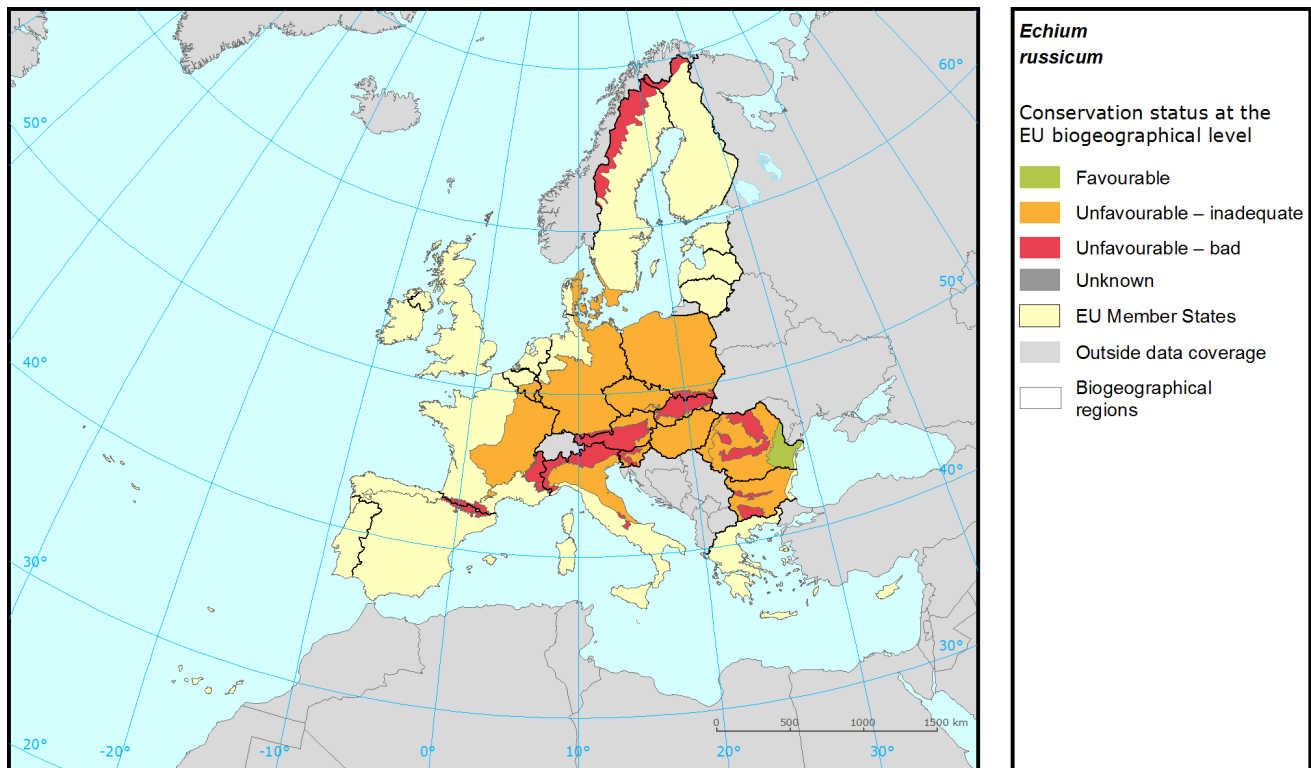 60°
50°
50°
40°
40°
30°
30°
0 500 1000 1500 km
20° -20° -10° 0° 10° 20° 30°
Echium
russicum
Conservation status at the
EU biogeographical level
Favourable
Unfavourable – inadequate
Unfavourable – bad
Unknown
EU Member States
Outside data coverage
Biogeographical
regions